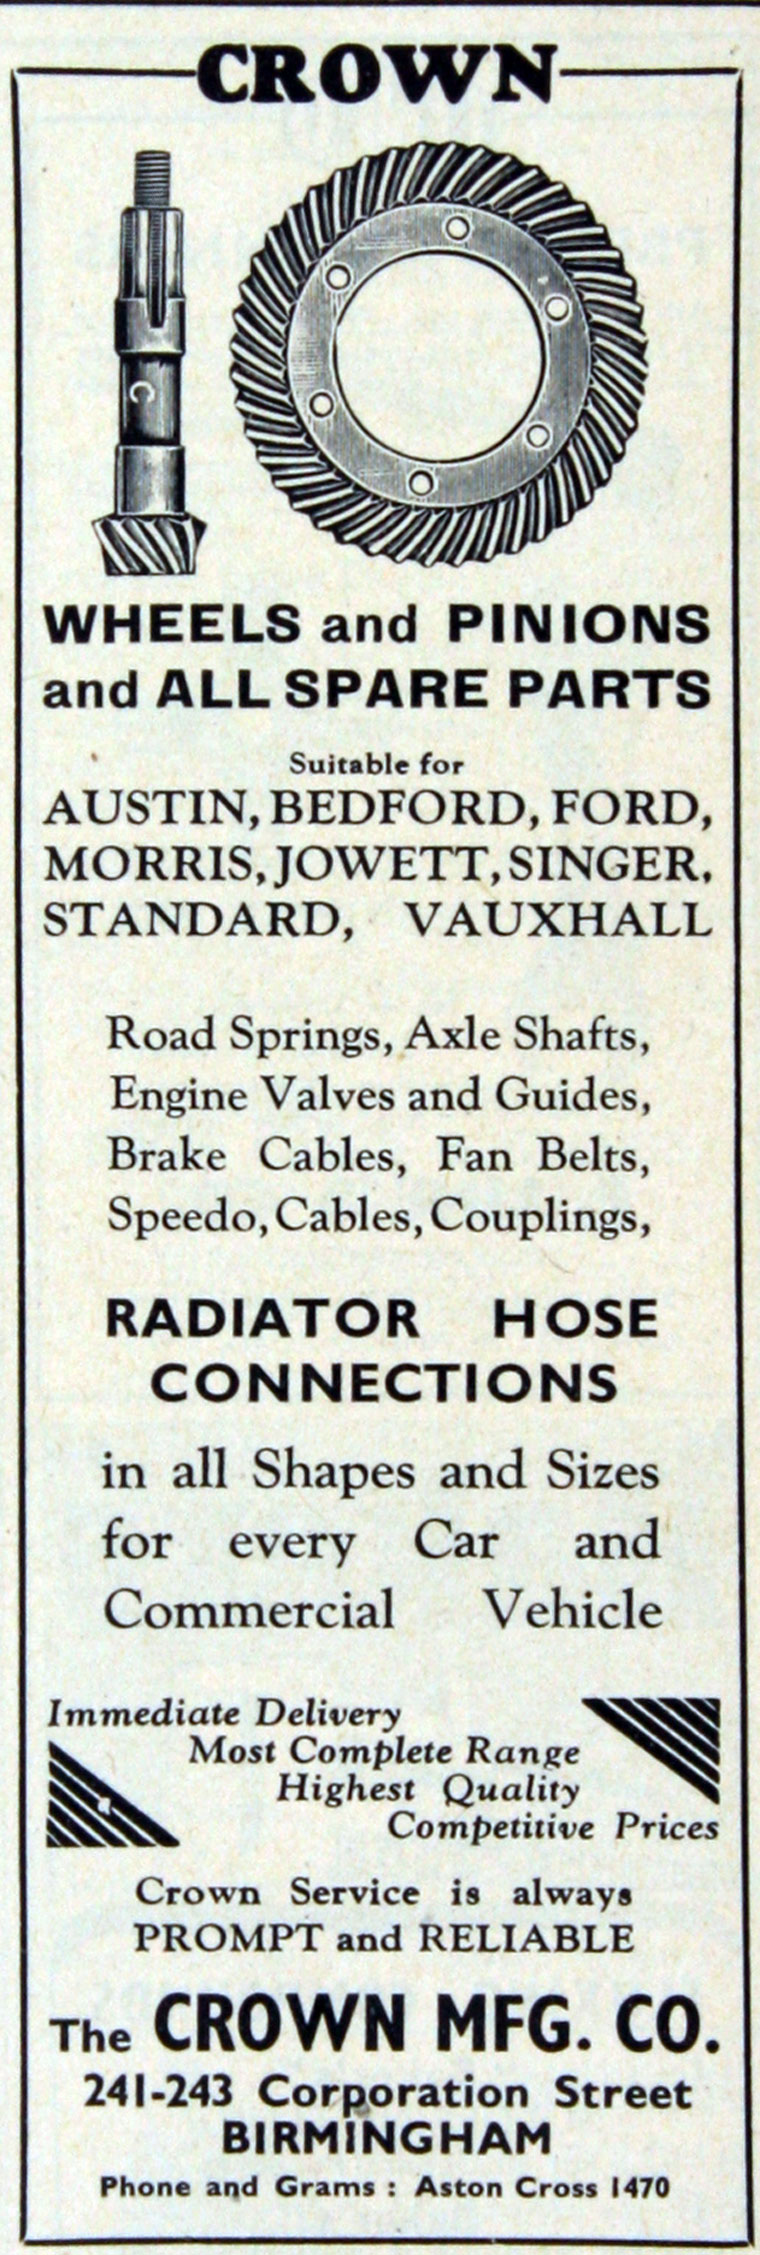 CROWN
C
WHEELS and PINIONS
and ALL SPARE PARTS
Suitable for
AUSTIN, BEDFORD, FORD,
MORRIS, JOWETT, SINGER,
STANDARD, VAUXHALL
Road Springs, Axle Shafts,
Engine Valves and Guides,
Brake Cables, Fan Belts,
Speedo, Cables, Couplings,
RADIATOR HOSE
CONNECTIONS
in all Shapes and Sizes
for every Car and
Commercial Vehicle
Immediate Delivery
Most Complete Range
Highest Quality
Competitive Prices
Crown Service is always
PROMPT and RELIABLE
The CROWN MFG. CO.
241-243 Corporation Street
BIRMINGHAM
Phone and Grams : Aston Cross 1470